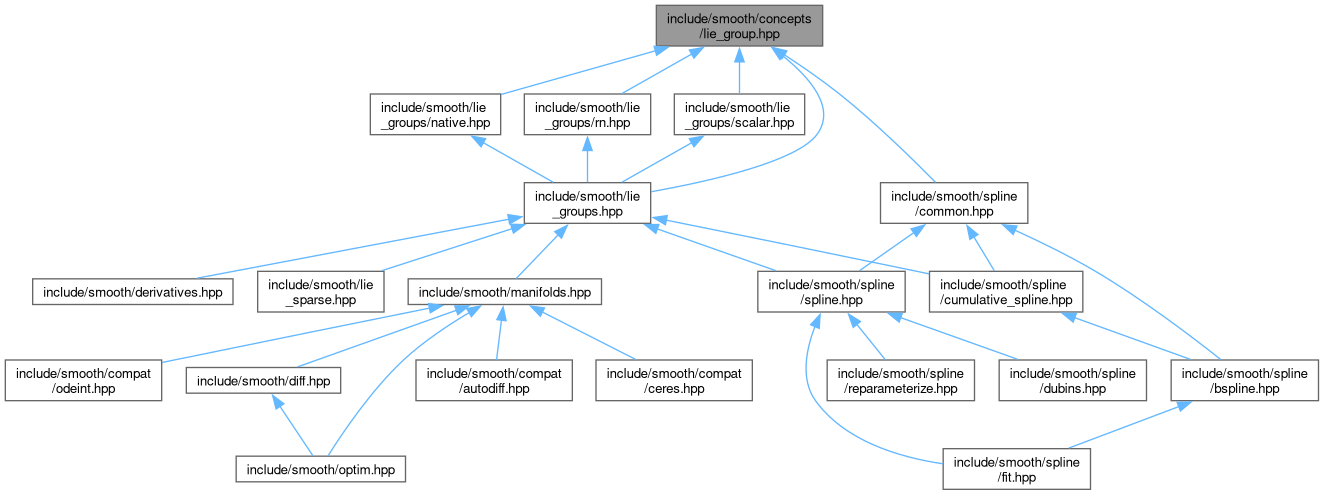 include/smooth/concepts
/lie_group.hpp
include/smooth/lie
_groups/native.hpp
include/smooth/lie
_groups/rn.hpp
include/smooth/lie
_groups/scalar.hpp
include/smooth/lie
_groups.hpp
include/smooth/spline
/common.hpp
include/smooth/derivatives.hpp
include/smooth/lie
_sparse.hpp
include/smooth/manifolds.hpp
include/smooth/spline
/spline.hpp
include/smooth/spline
/cumulative_spline.hpp
include/smooth/compat
/odeint.hpp
include/smooth/diff.hpp
include/smooth/compat
/autodiff.hpp
include/smooth/compat
/ceres.hpp
include/smooth/spline
/reparameterize.hpp
include/smooth/spline
/dubins.hpp
include/smooth/spline
/bspline.hpp
include/smooth/optim.hpp
include/smooth/spline
/fit.hpp